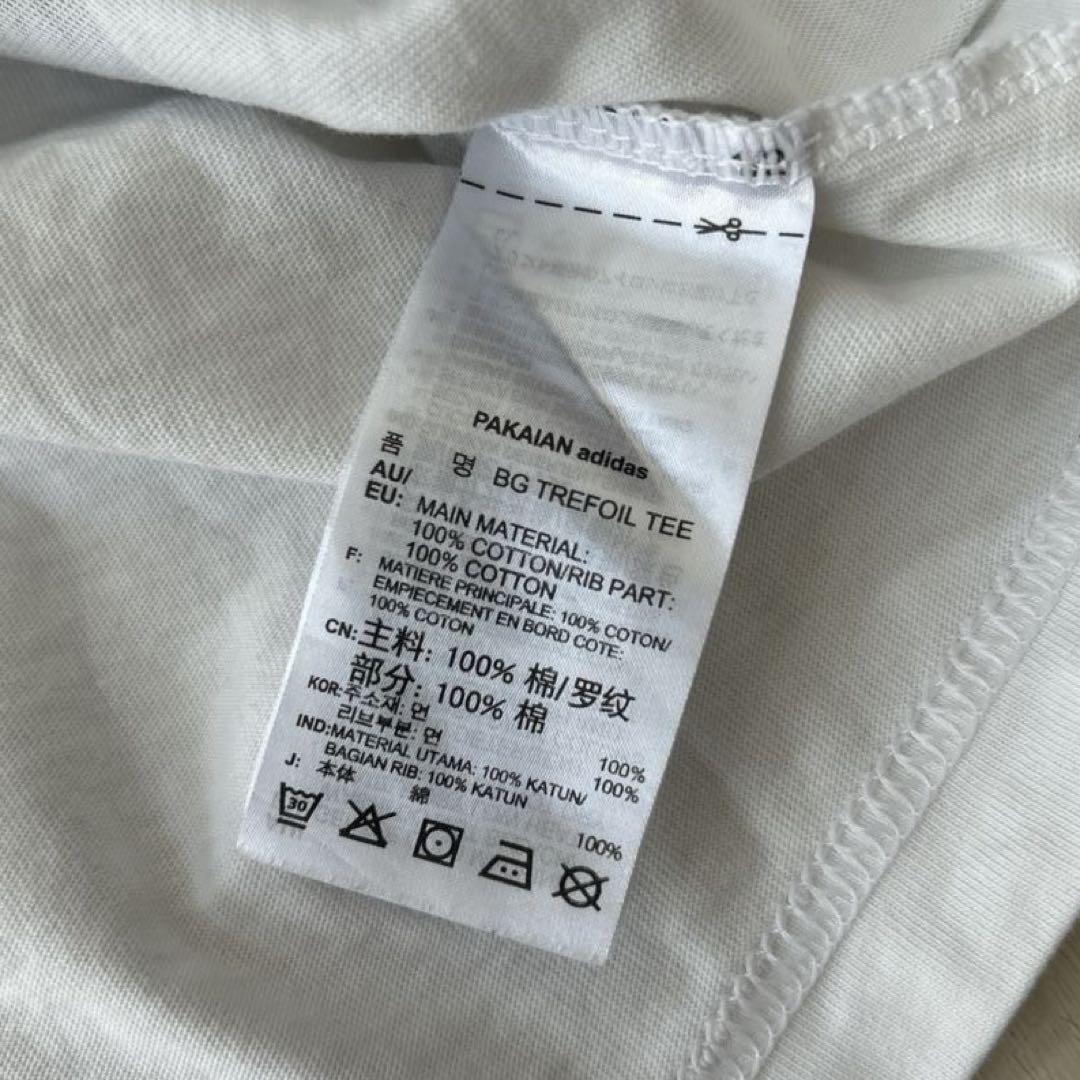 PAKAIAN adidas
품 명 BG TREFOIL TEE
AU/
EU: MAIN MATERIAL:
100% COTTON/RIB PART:
100% COTTON
F: MATIERE PRINCIPALE: 100% COTON/
EMPIECEMENT EN BORD COTE:
100% COTON
CN: 主料: 100% 棉/罗纹
部分: 100% 棉
KOR: 주소재: 면 100%
리브부분: 면 100%
IND: MATERIAL UTAMA: 100% KATUN/
BAGIAN RIB: 100% KATUN
J: 本体 綿 100%
30